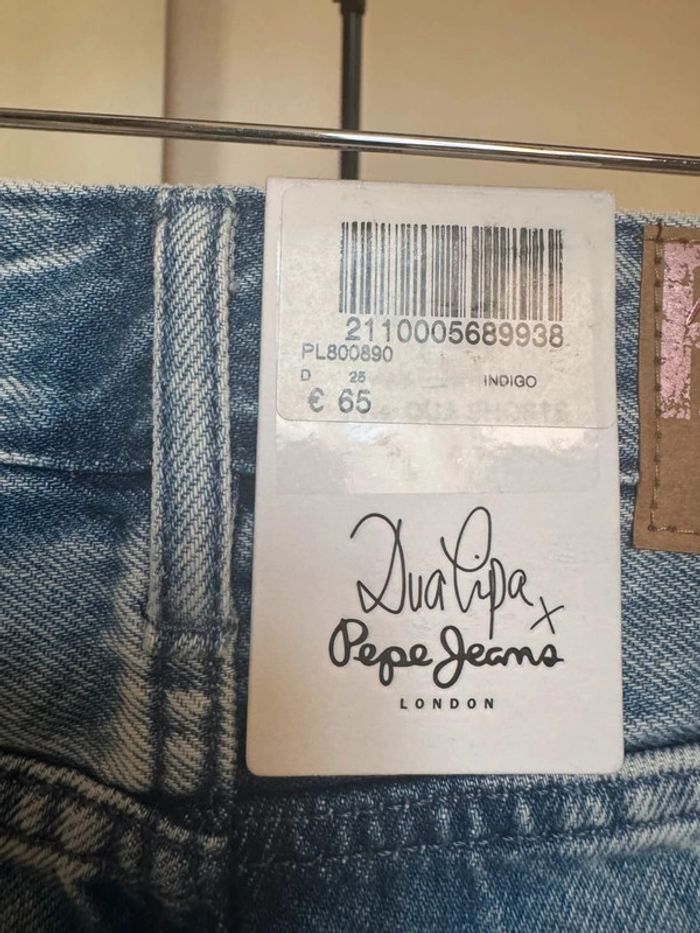 2110005689938
PL800890
D 25 INDIGO
€ 65
Dua Lipa x
Pepe Jeans
LONDON